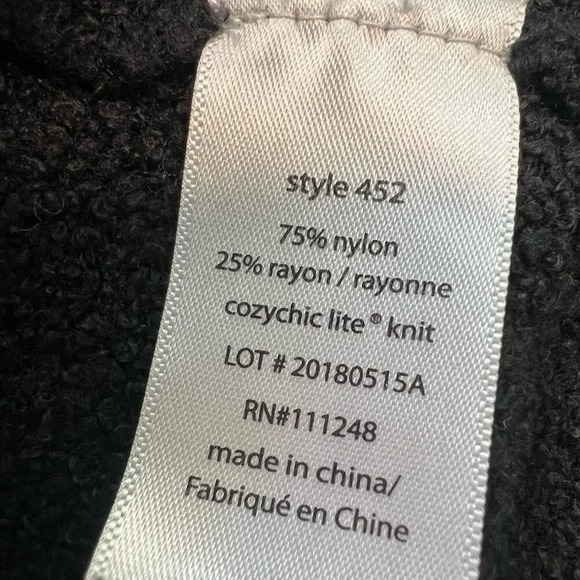 style 452
75% nylon
25% rayon / rayonne
cozychic lite® knit
LOT # 20180515A
RN#111248
made in china/
Fabriqué en Chine